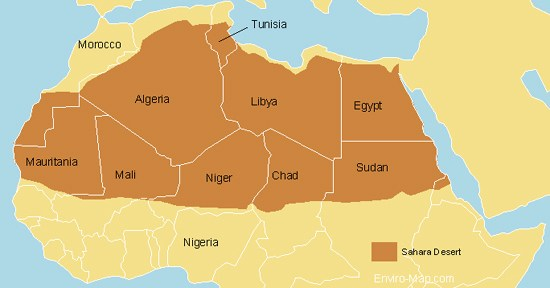 Tunisia
Morocco
Algeria
Libya
Egypt
Mauritania
Mali
Niger
Chad
Sudan
Nigeria
Sahara Desert
Enviro-Map.com